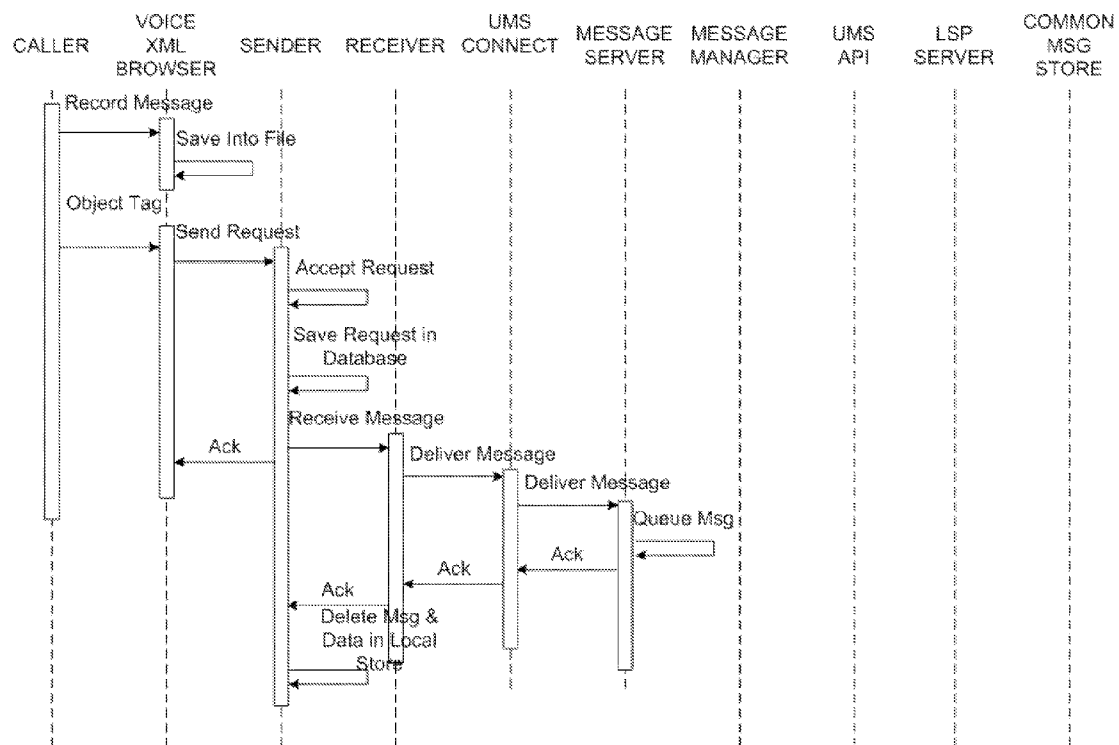 CALLER
VOICE
XML
BROWSER
SENDER
RECEIVER
UMS
CONNECT
MESSAGE
SERVER
MESSAGE
MANAGER
UMS
API
LSP
SERVER
COMMON
MSG
STORE
Record Message
Save Into File
Object Tag
Send Request
Accept Request
Save Request in
Database
Receive Message
Ack
Deliver Message
Deliver Message
Queue Msg
Ack
Ack
Ack
Delete Msg &
Data in Local
Store